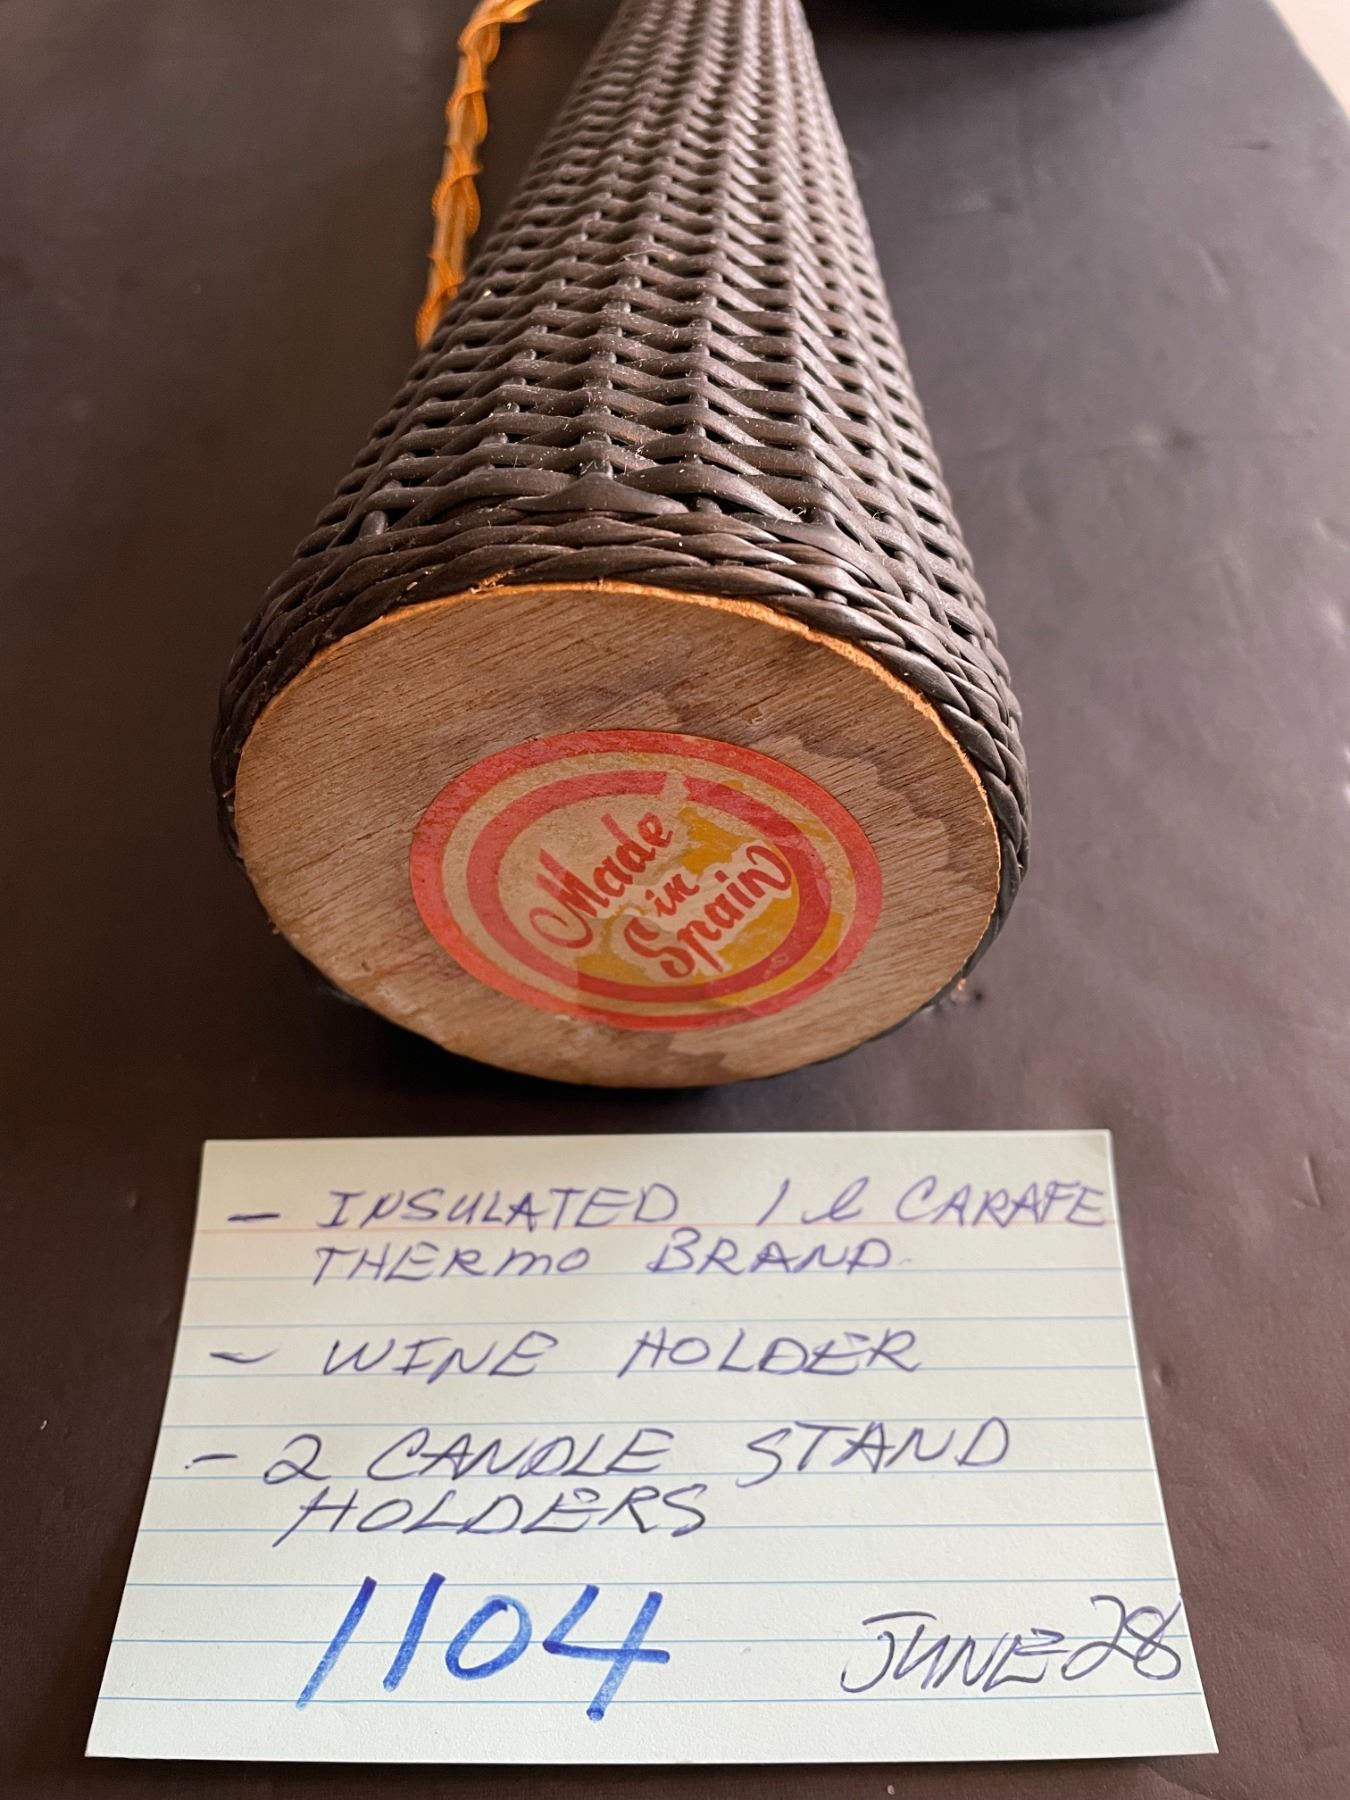 Made
in
Spain
- INSULATED 1 l CARAFE
THERMO BRAND
- WINE HOLDER
- 2 CANDLE STAND
HOLDERS
1104 JUNE 28